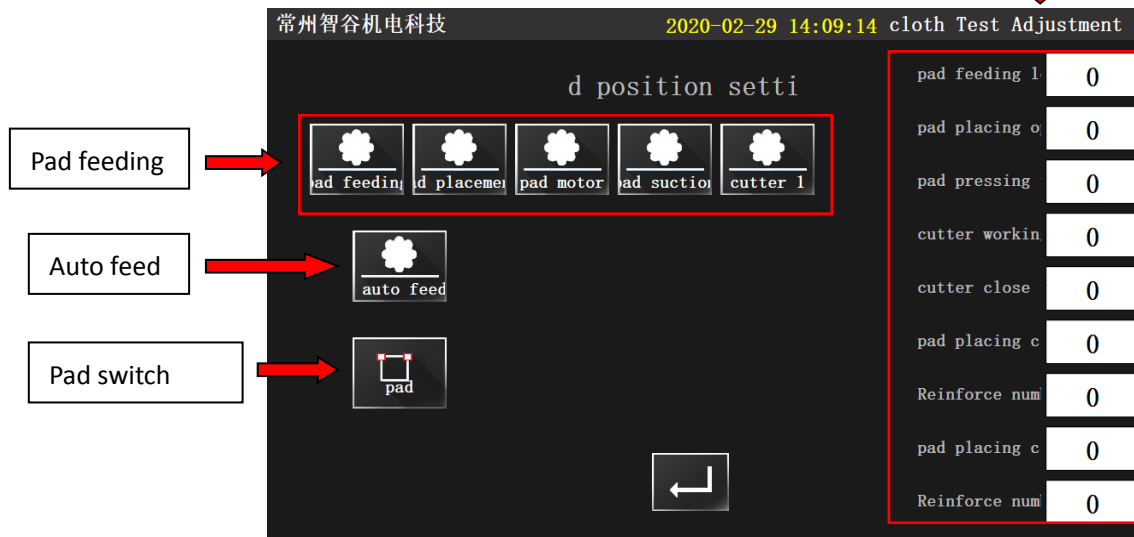 常州智谷机电科技 2020-02-29 14:09:14 cloth Test Adjustment
d position setti
Pad feeding
ad feeding d placeme pad motor ad suctio cutter 1
Auto feed
auto feed
Pad switch
pad
pad feeding l 0
pad placing o 0
pad pressing 0
cutter workin 0
cutter close 0
pad placing c 0
Reinforce num 0
pad placing c 0
Reinforce num 0